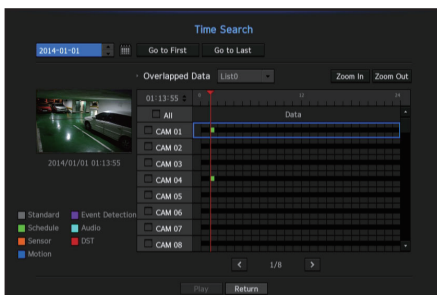 Time Search
2014-01-01 Go to First Go to Last
Overlapped Data List0 Zoom In Zoom Out
01:13:55 0 12 24
All Data
CAM 01
CAM 02
CAM 03
CAM 04
CAM 05
CAM 06
CAM 07
CAM 08
2014/01/01 01:13:55
Standard Event Detection
Schedule Audio
Sensor DST
Motion
< 1/8 >
Play Return